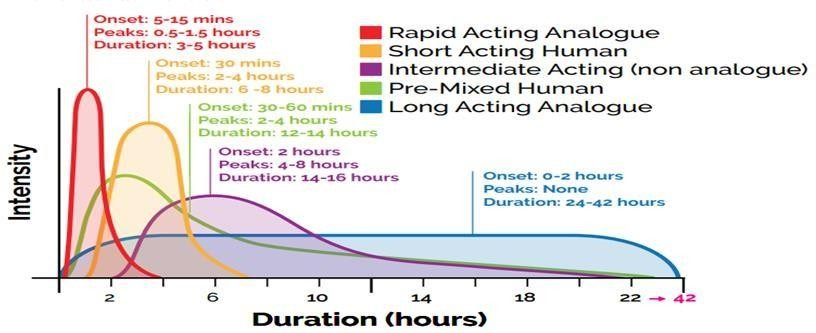 Onset: 5-15 mins
Peaks: 0.5-1.5 hours
Duration: 3-5 hours
Rapid Acting Analogue
Short Acting Human
Intermediate Acting (non analogue)
Pre-Mixed Human
Long Acting Analogue
Onset: 30 mins
Peaks: 2-4 hours
Duration: 6 -8 hours
Onset: 30-60 mins
Peaks: 2-4 hours
Duration: 12-14 hours
Onset: 2 hours
Peaks: 4-8 hours
Duration: 14-16 hours
Onset: 0-2 hours
Peaks: None
Duration: 24-42 hours
Intensity
2 6 10 14 18 22 → 42
Duration (hours)